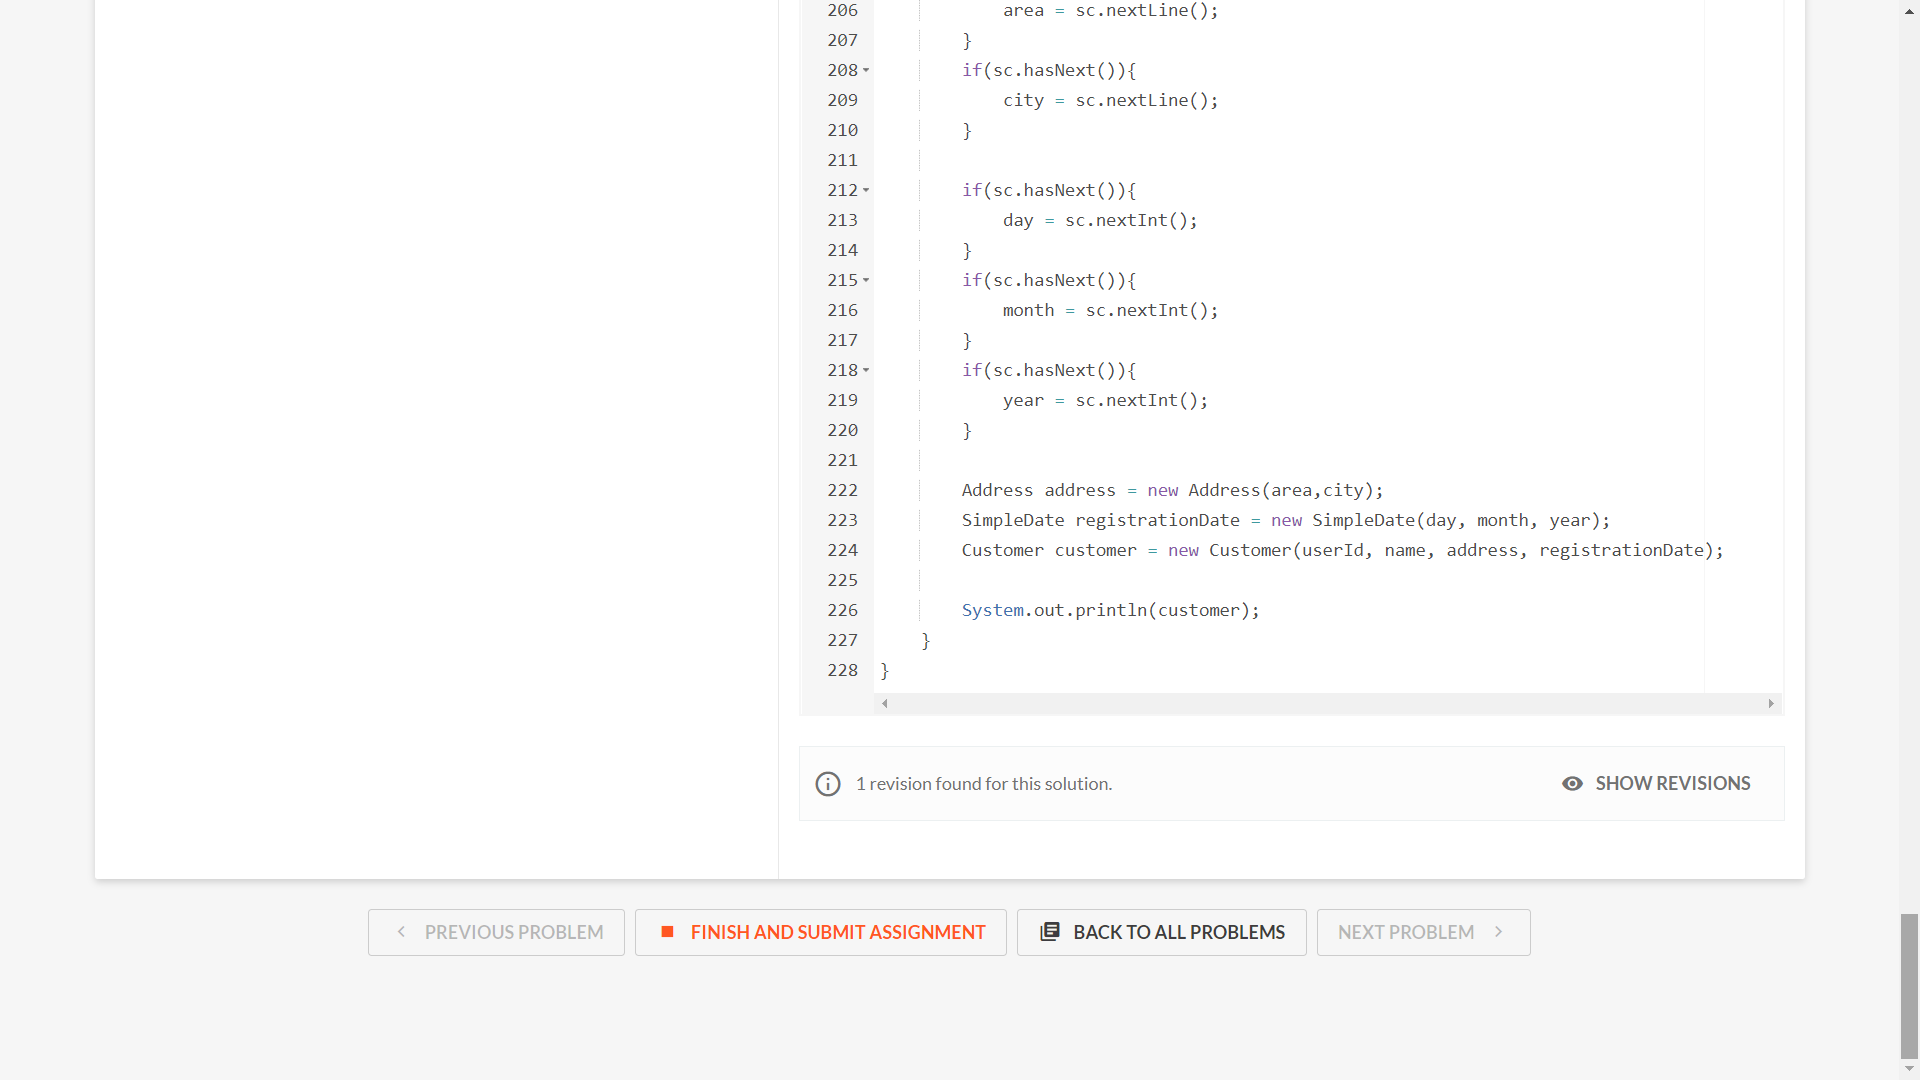 206 area = sc.nextLine();
207 }
208 if(sc.hasNext()){
209 city = sc.nextLine();
210 }
211
212 if(sc.hasNext()){
213 day = sc.nextInt();
214 }
215 if(sc.hasNext()){
216 month = sc.nextInt();
217 }
218 if(sc.hasNext()){
219 year = sc.nextInt();
220 }
221
222 Address address = new Address(area,city);
223 SimpleDate registrationDate = new SimpleDate(day, month, year);
224 Customer customer = new Customer(userId, name, address, registrationDate);
225
226 System.out.println(customer);
227 }
228 }
1 revision found for this solution. SHOW REVISIONS
PREVIOUS PROBLEM FINISH AND SUBMIT ASSIGNMENT BACK TO ALL PROBLEMS NEXT PROBLEM